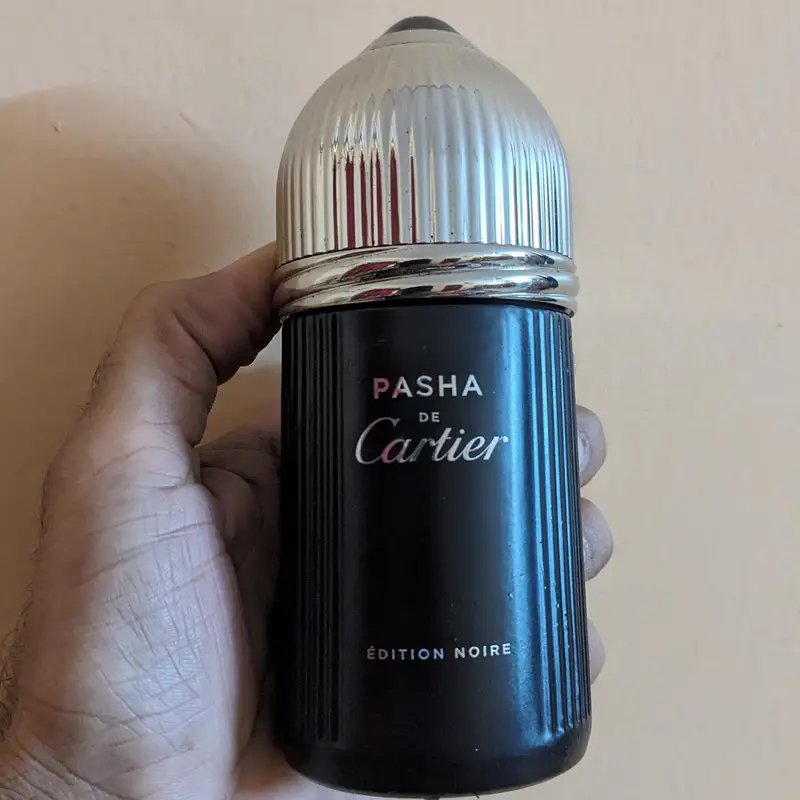 PASHA
DE
Cartier
ÉDITION NOIRE